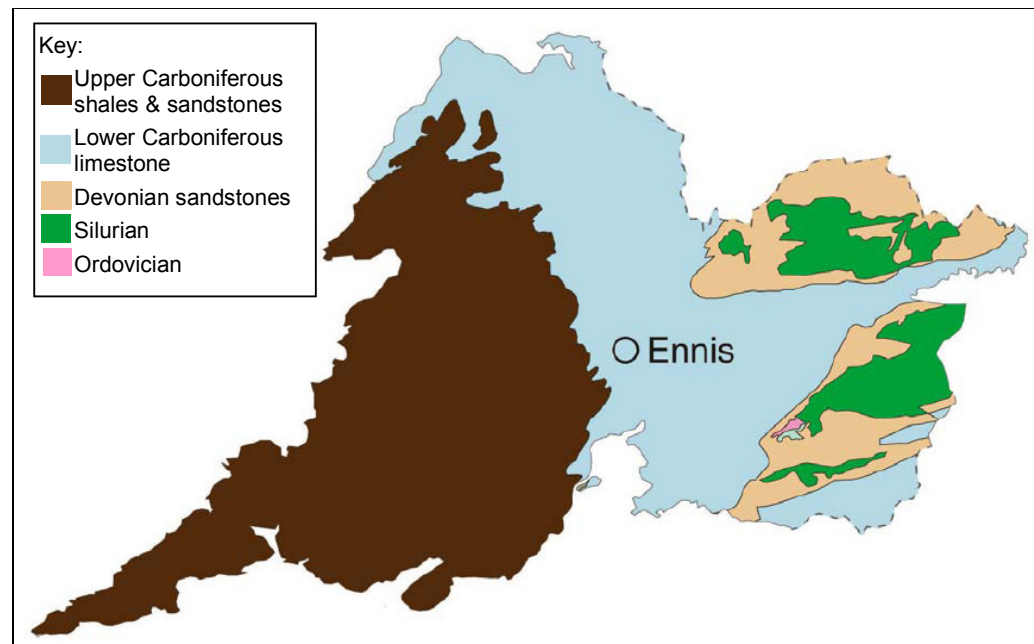 Key:
Upper Carboniferous
shales & sandstones
Lower Carboniferous
limestone
Devonian sandstones
Silurian
Ordovician
Ennis